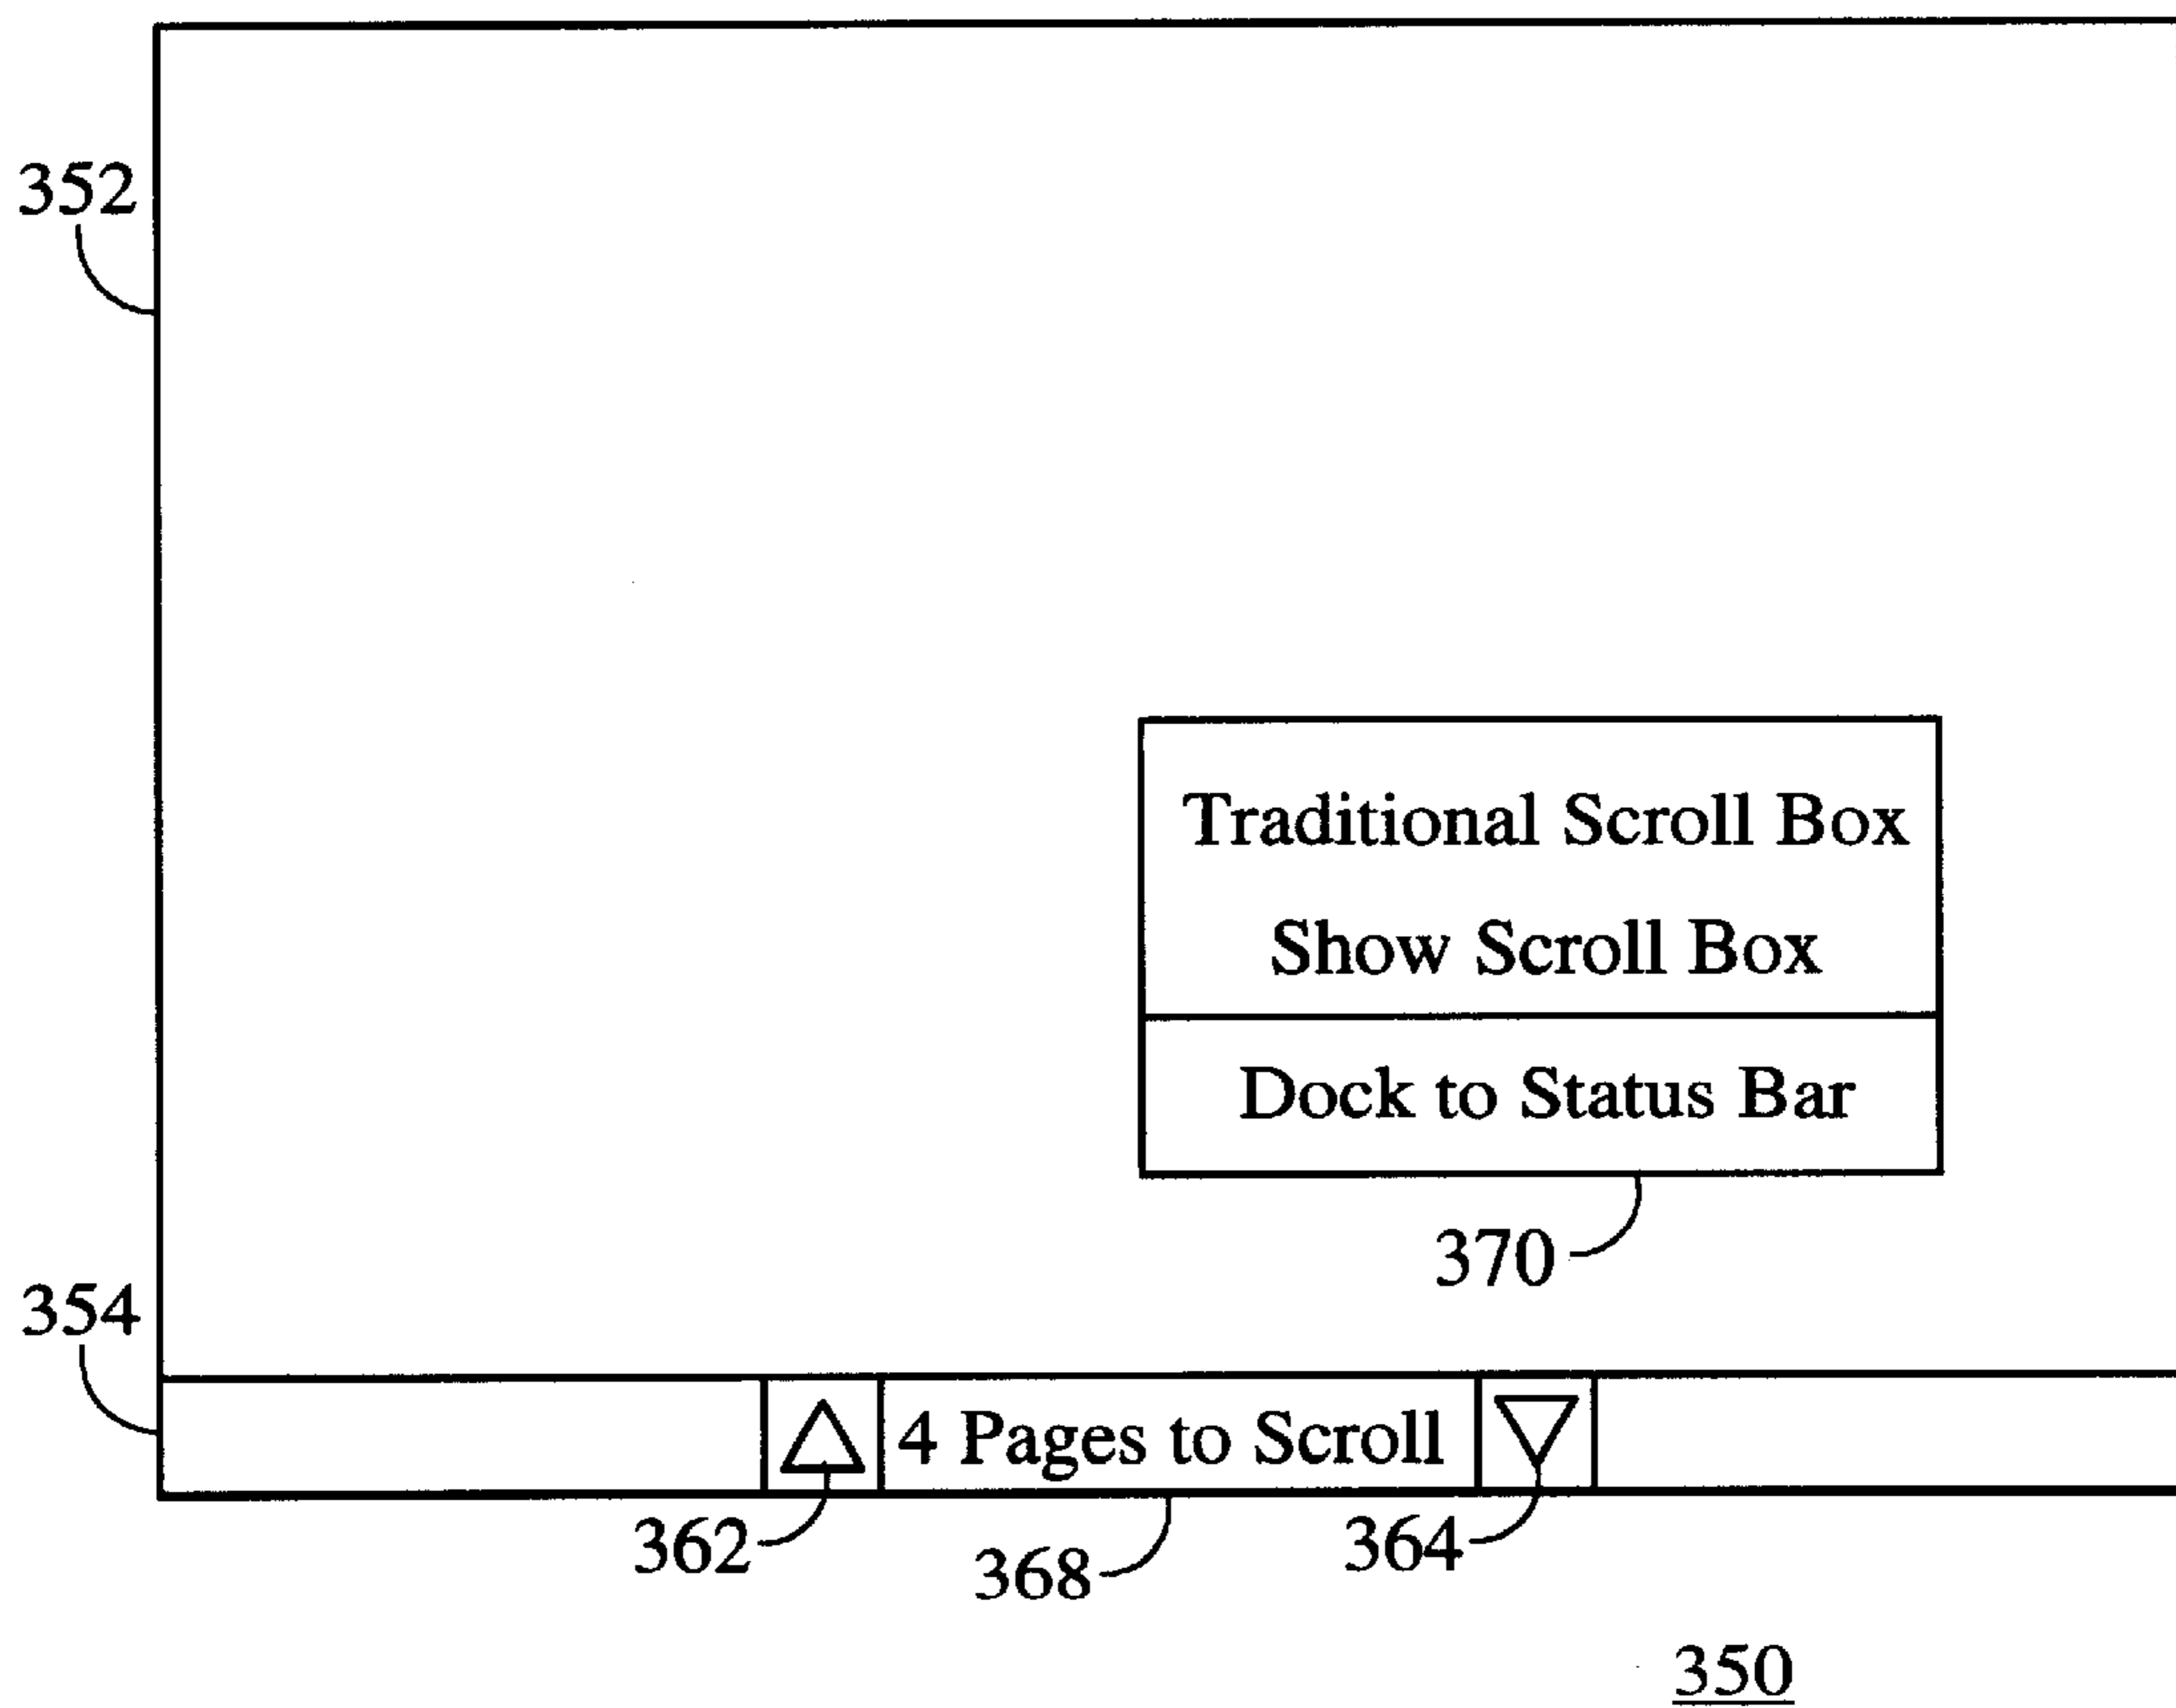 352
Traditional Scroll Box
Show Scroll Box
Dock to Status Bar
370
354
4 Pages to Scroll
362
368
364
350